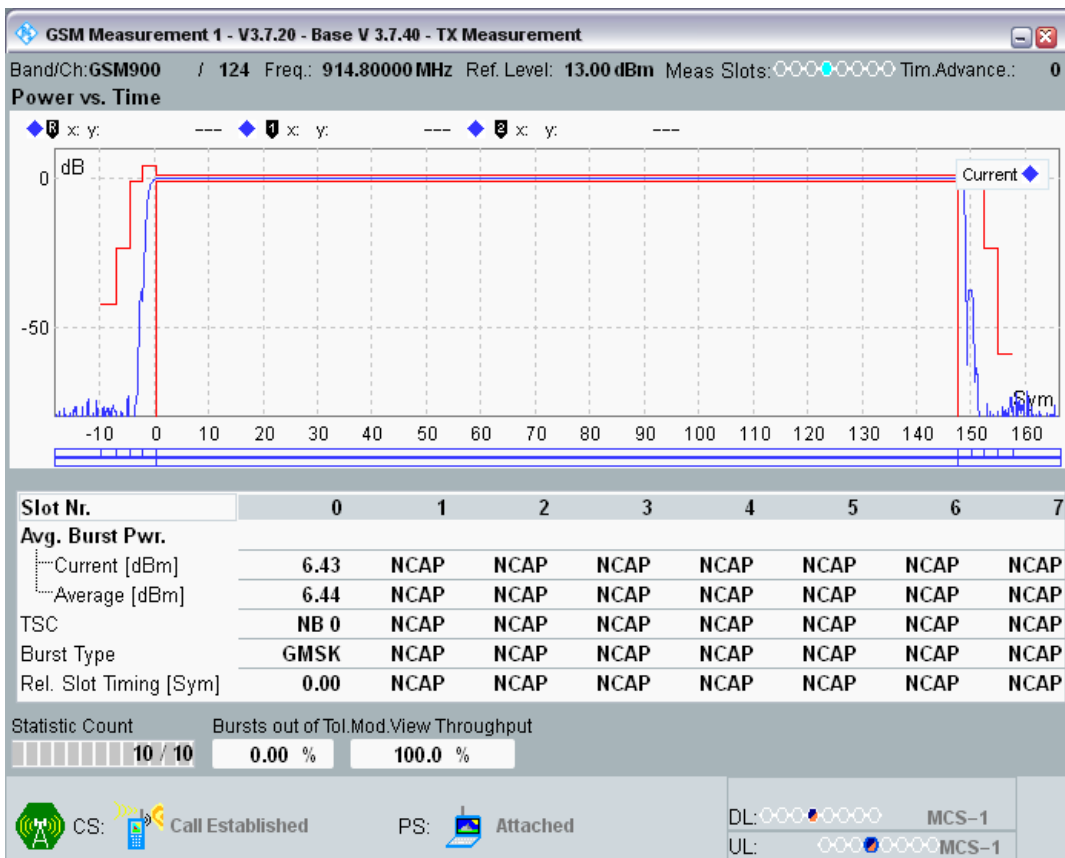 GSM Measurement 1 - V3.7.20 - Base V 3.7.40 - TX Measurement
Band/Ch:GSM900 / 124 Freq.: 914.80000 MHz Ref. Level: 13.00 dBm Meas Slots: Tim.Advance.: 0
Power vs. Time
R x: y: --- 1 x: y: --- 2 x: y: ---
dB
Current
0
-50
Sym
-10 0 10 20 30 40 50 60 70 80 90 100 110 120 130 140 150 160
Slot Nr. 0 1 2 3 4 5 6 7
Avg. Burst Pwr.
Current [dBm] 6.43 NCAP NCAP NCAP NCAP NCAP NCAP NCAP
Average [dBm] 6.44 NCAP NCAP NCAP NCAP NCAP NCAP NCAP
TSC NB 0 NCAP NCAP NCAP NCAP NCAP NCAP NCAP
Burst Type GMSK NCAP NCAP NCAP NCAP NCAP NCAP NCAP
Rel. Slot Timing [Sym] 0.00 NCAP NCAP NCAP NCAP NCAP NCAP NCAP
Statistic Count Bursts out of Tol.Mod.View Throughput
10 / 10 0.00 % 100.0 %
CS: Call Established PS: Attached
DL: MCS-1
UL: MCS-1